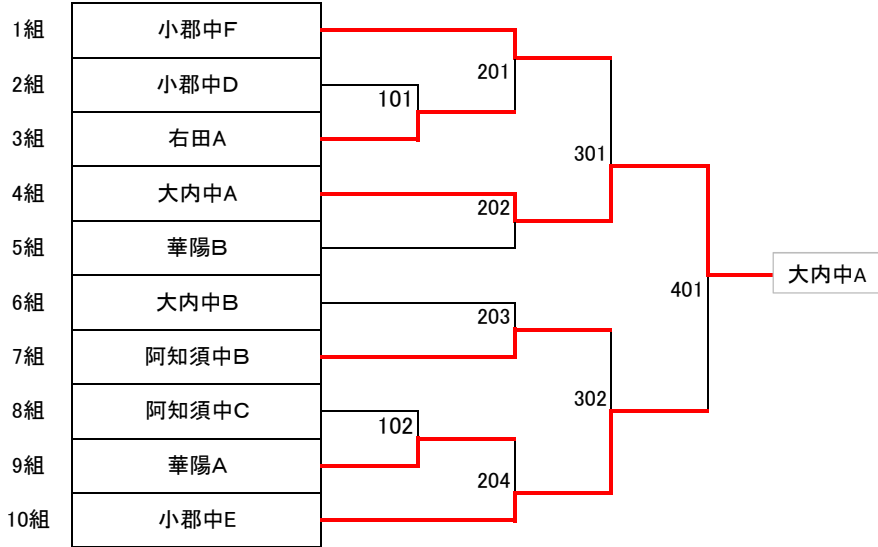 1組 小郡中F
2組 小郡中D
3組 右田A
4組 大内中A
5組 華陽B
6組 大内中B
7組 阿知須中B
8組 阿知須中C
9組 華陽A
10組 小郡中E
101
102
201
202
203
204
301
302
401
大内中A